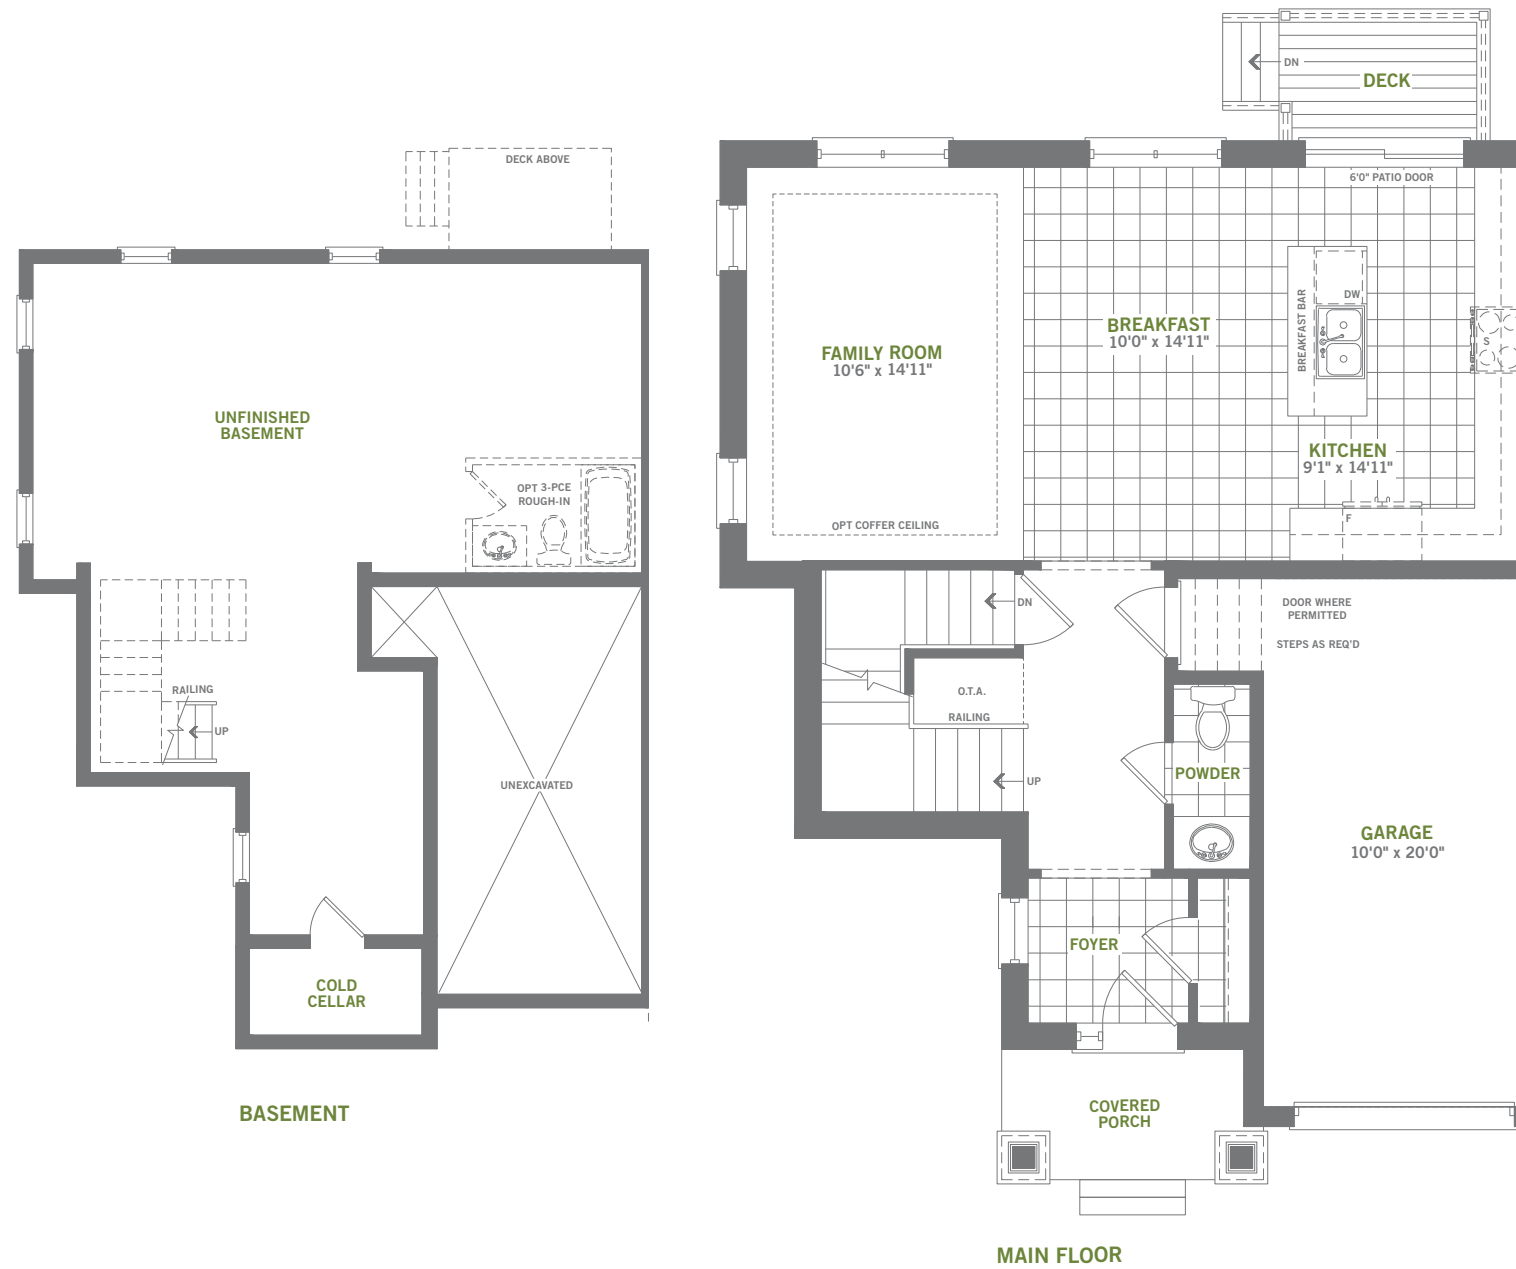 DECK ABOVE
UNFINISHED
BASEMENT
OPT 3-PCE
ROUGH-IN
RAILING
UP
UNEXCAVATED
COLD
CELLAR
BASEMENT
DN
DECK
6'0" PATIO DOOR
BREAKFAST BAR
DW
BREAKFAST
10'0" x 14'11"
S
FAMILY ROOM
10'6" x 14'11"
KITCHEN
9'1" x 14'11"
OPT COFFER CEILING
F
DN
DOOR WHERE
PERMITTED
STEPS AS REQ'D
O.T.A.
RAILING
UP
POWDER
GARAGE
10'0" x 20'0"
FOYER
COVERED
PORCH
MAIN FLOOR